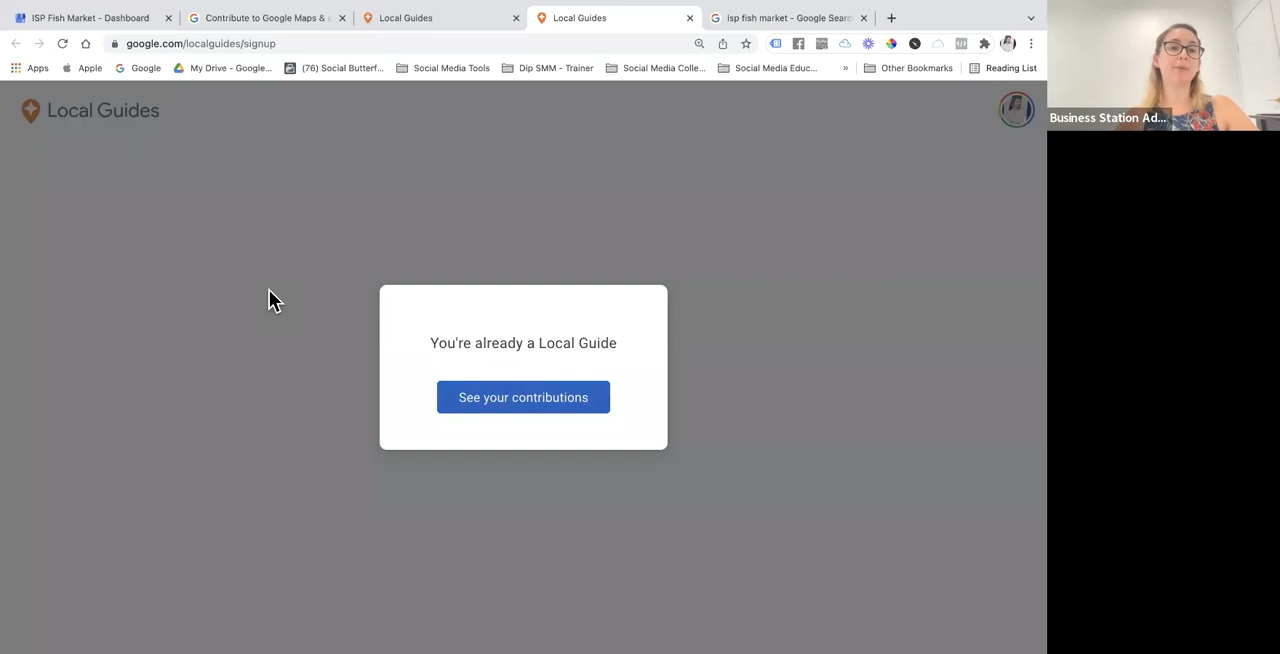 ISP Fish Market - Dashboard
Contribute to Google Maps & e
Local Guides
Local Guides
isp fish market - Google Searc
google.com/localguides/signup
Apps
Apple
Google
My Drive - Google...
(76) Social Butterf...
Social Media Tools
Dip SMM - Trainer
Social Media Colle...
Social Media Educ...
»
Other Bookmarks
Reading List
Business Station Ad...
Local Guides
You're already a Local Guide
See your contributions